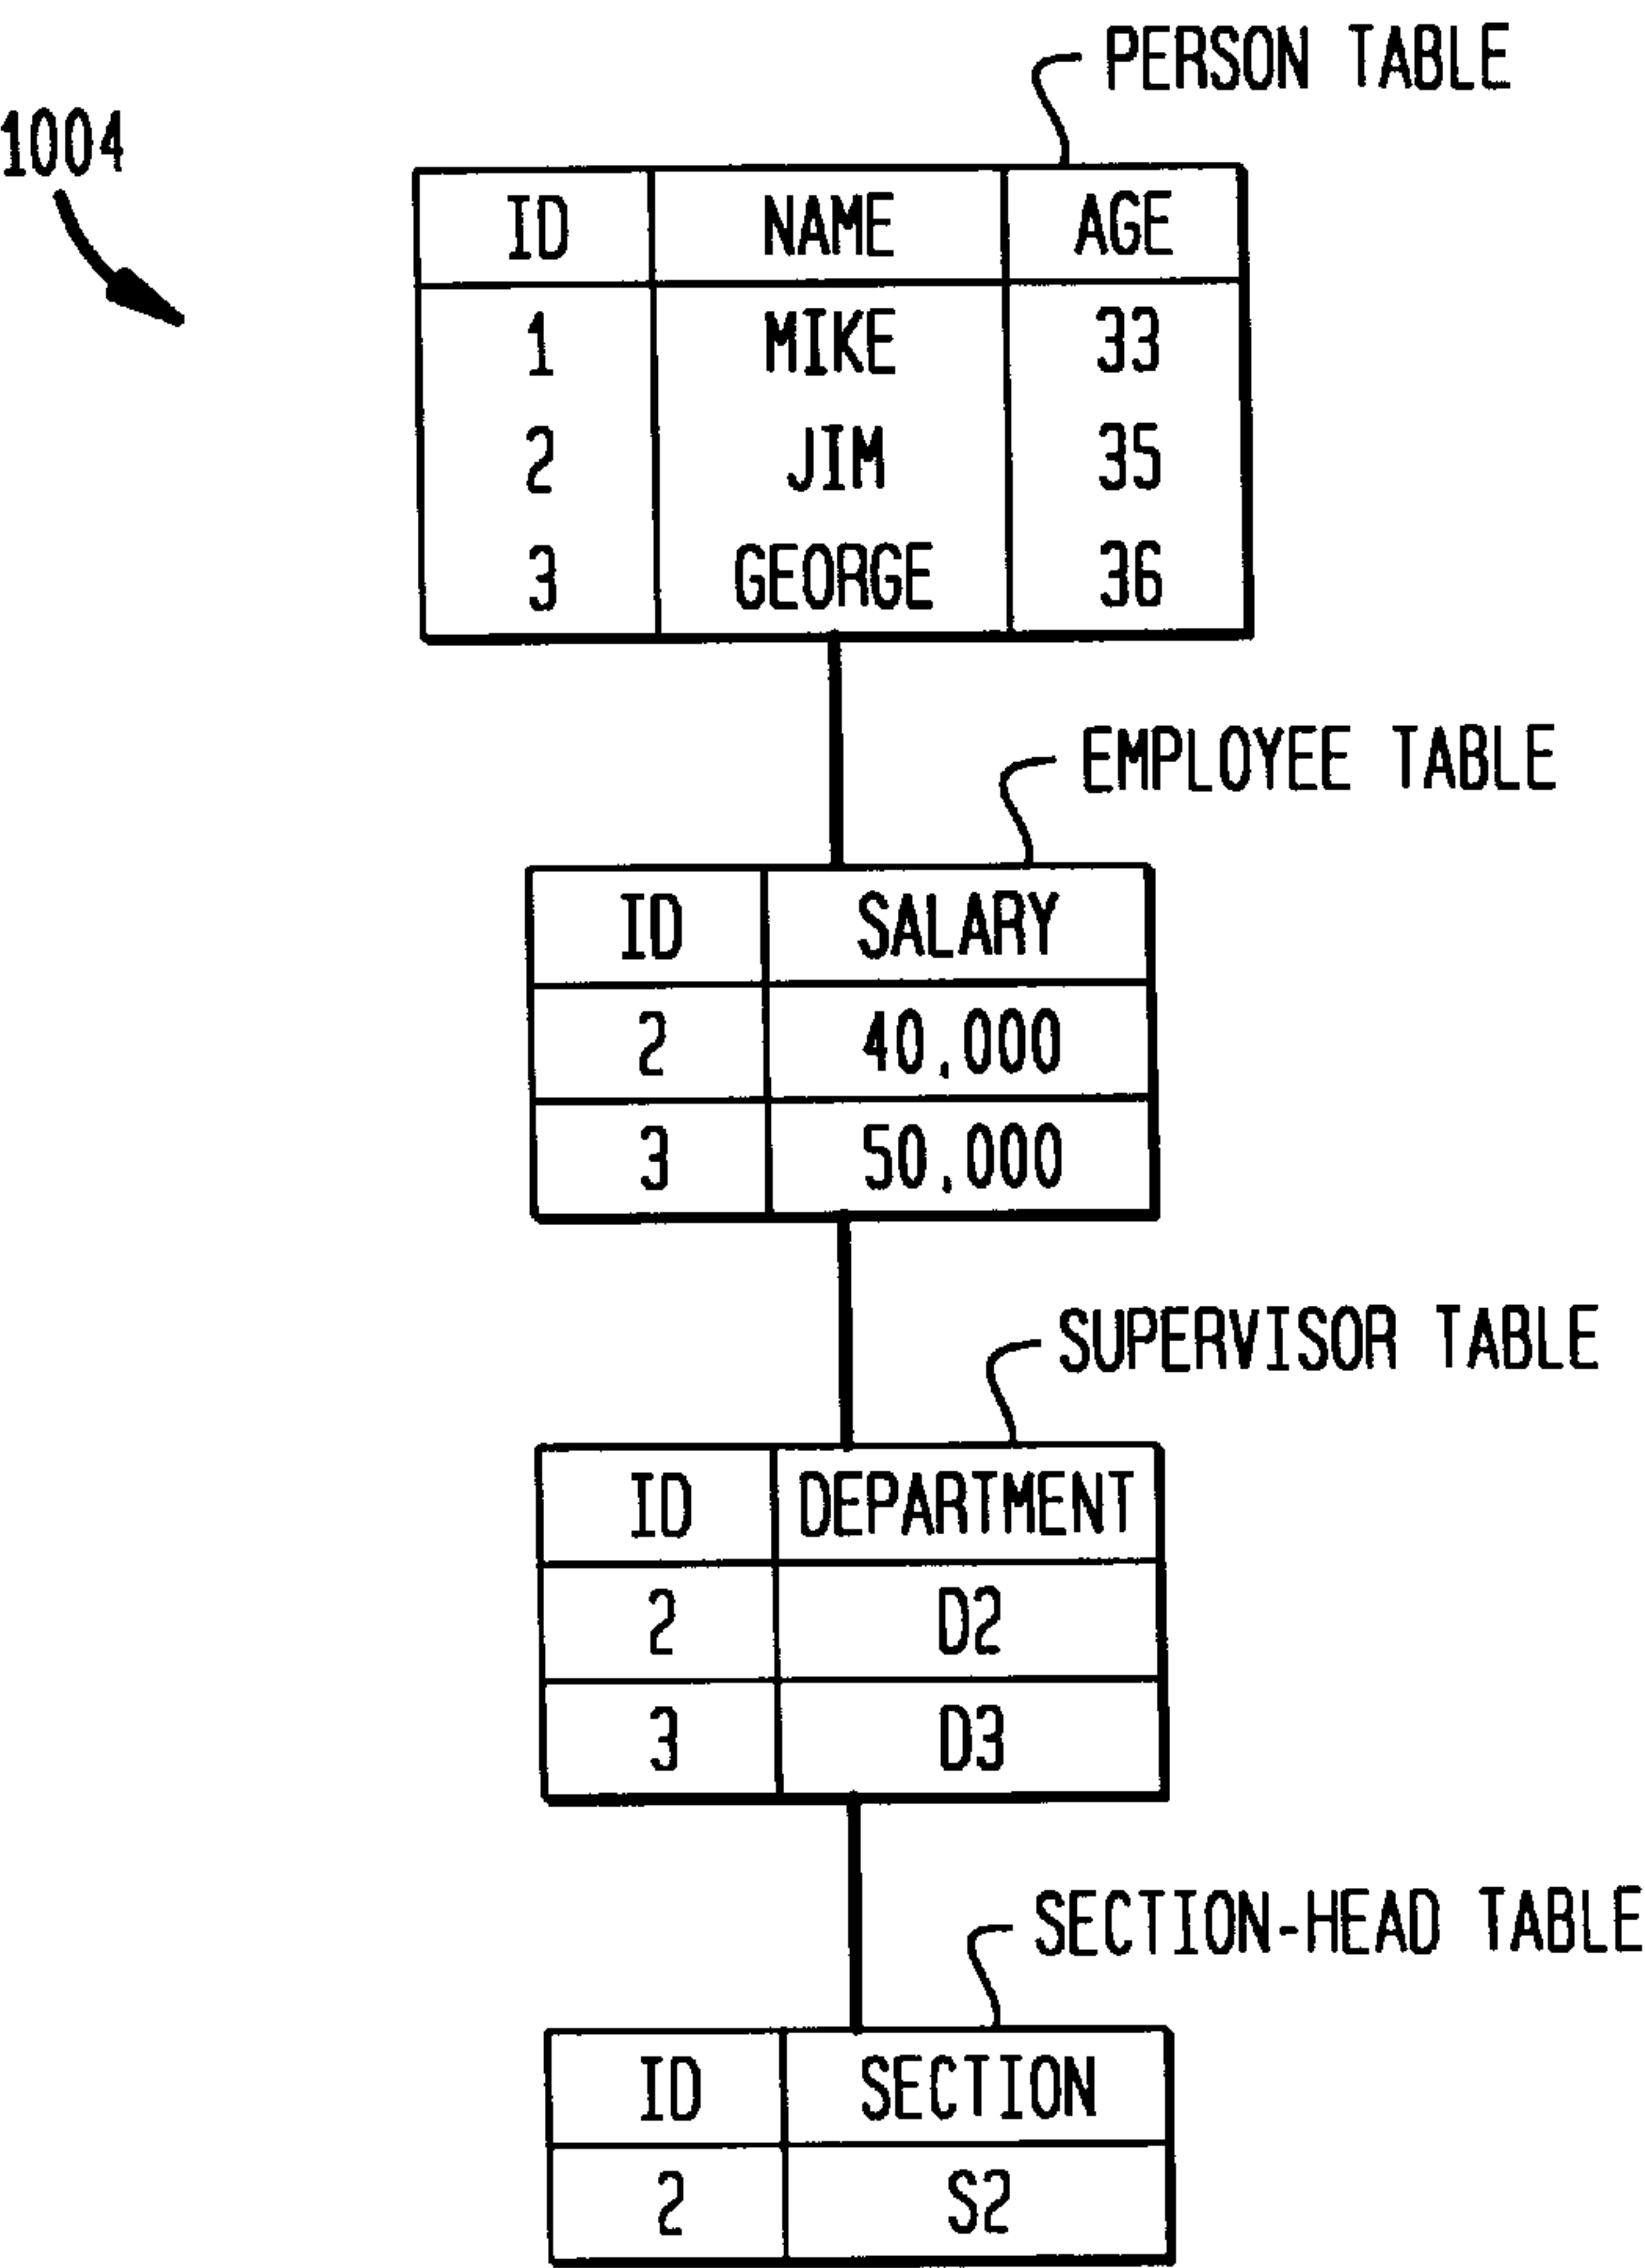 PERSON TABLE
1004
ID NAME AGE
1 MIKE 33
2 JIM 35
3 GEORGE 36
EMPLOYEE TABLE
ID SALARY
2 40,000
3 50,000
SUPERVISOR TABLE
ID DEPARTMENT
2 D2
3 D3
SECTION-HEAD TABLE
ID SECTION
2 S2